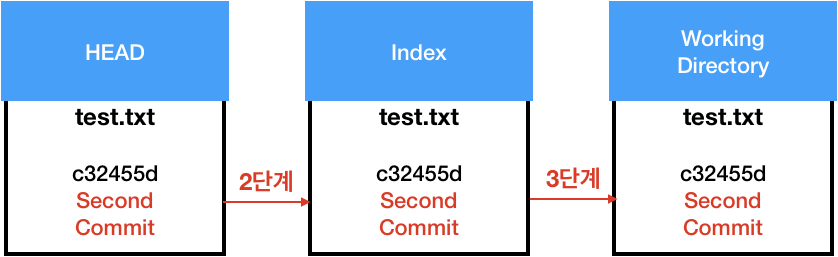 HEAD
Index
Working
Directory
test.txt
test.txt
test.txt
c32455d
Second
Commit
2단계
c32455d
Second
Commit
3단계
c32455d
Second
Commit